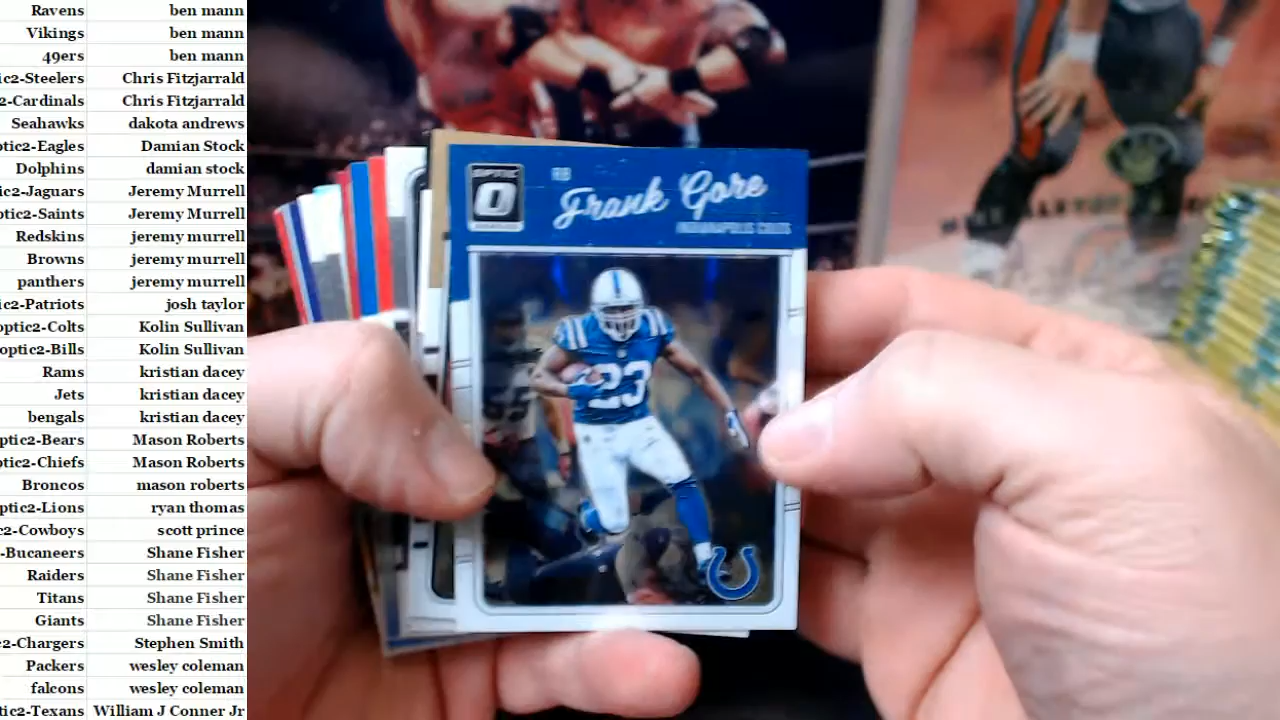 Ravens ben mann
Vikings ben mann
49ers ben mann
ic2-Steelers Chris Fitzjarrald
2-Cardinals Chris Fitzjarrald
Seahawks dakota andrews
otic2-Eagles Damian Stock
Dolphins damian stock
otic2-Jaguars Jeremy Murrell
ptic2-Saints Jeremy Murrell
Redskins jeremy murrell
Browns jeremy murrell
panthers jeremy murrell
ic2-Patriots josh taylor
optic2-Colts Kolin Sullivan
optic2-Bills Kolin Sullivan
Rams kristian dacey
Jets kristian dacey
bengals kristian dacey
optic2-Bears Mason Roberts
otic2-Chiefs Mason Roberts
Broncos mason roberts
ptic2-Lions ryan thomas
c2-Cowboys scott prince
-Bucaneers Shane Fisher
Raiders Shane Fisher
Titans Shane Fisher
Giants Shane Fisher
c2-Chargers Stephen Smith
Packers wesley coleman
falcons wesley coleman
tic2-Texans William J Conner Jr
OPTIC
RB
Frank Gore
INDIANAPOLIS COLTS
23